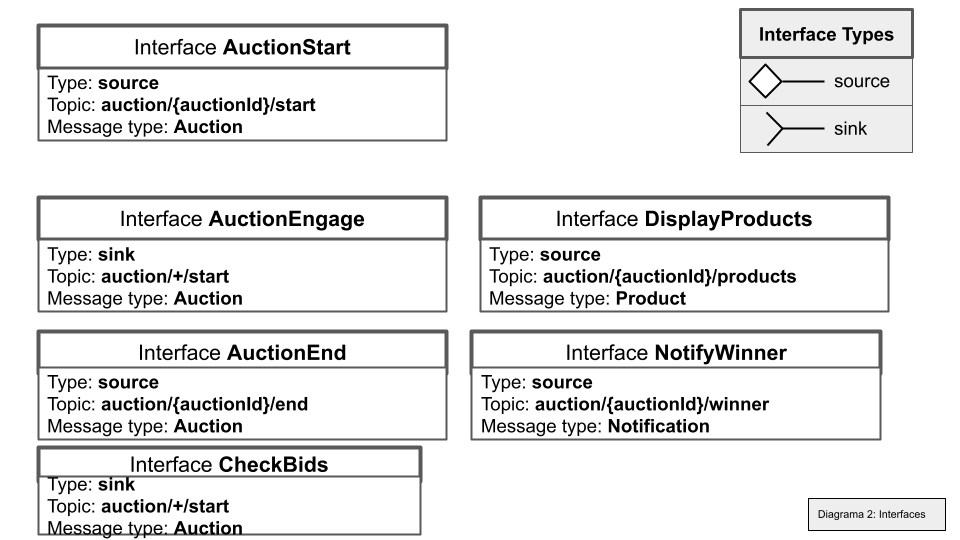 Interface AuctionStart
Type: source
Topic: auction/{auctionId}/start
Message type: Auction
Interface Types
source
sink
Interface AuctionEngage
Type: sink
Topic: auction/+/start
Message type: Auction
Interface DisplayProducts
Type: source
Topic: auction/{auctionId}/products
Message type: Product
Interface AuctionEnd
Type: source
Topic: auction/{auctionId}/end
Message type: Auction
Interface NotifyWinner
Type: source
Topic: auction/{auctionId}/winner
Message type: Notification
Interface CheckBids
Type: sink
Topic: auction/+/start
Message type: Auction
Diagrama 2: Interfaces